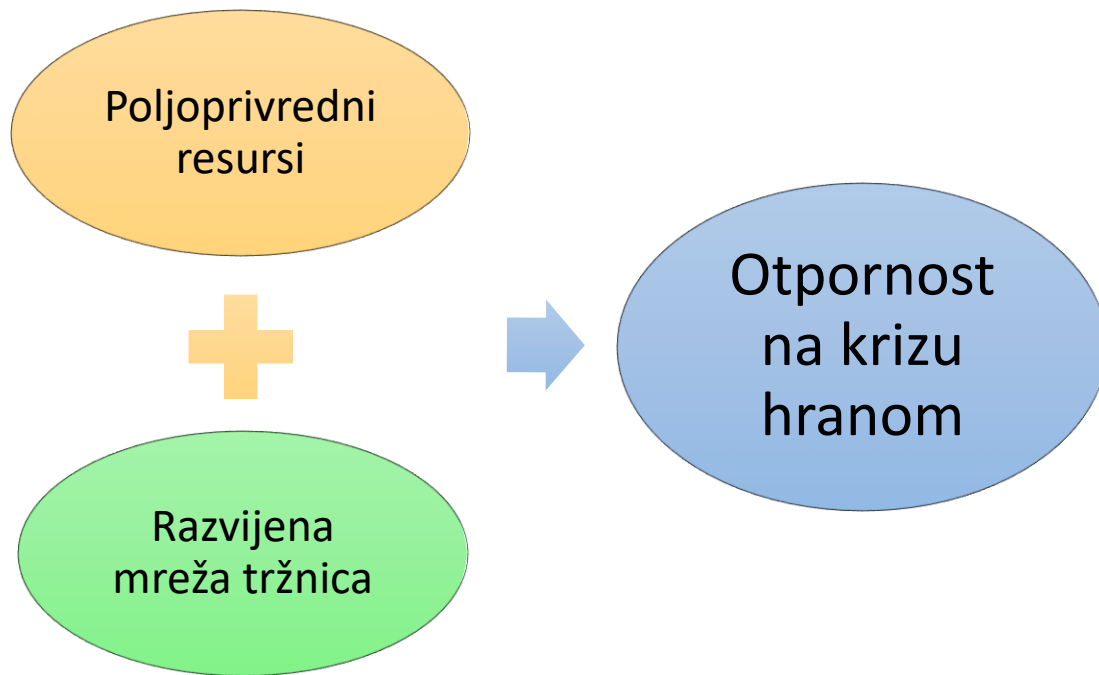 Poljoprivredni
resursi
Razvijena
mreža tržnica
Otpornost
na krizu
hranom